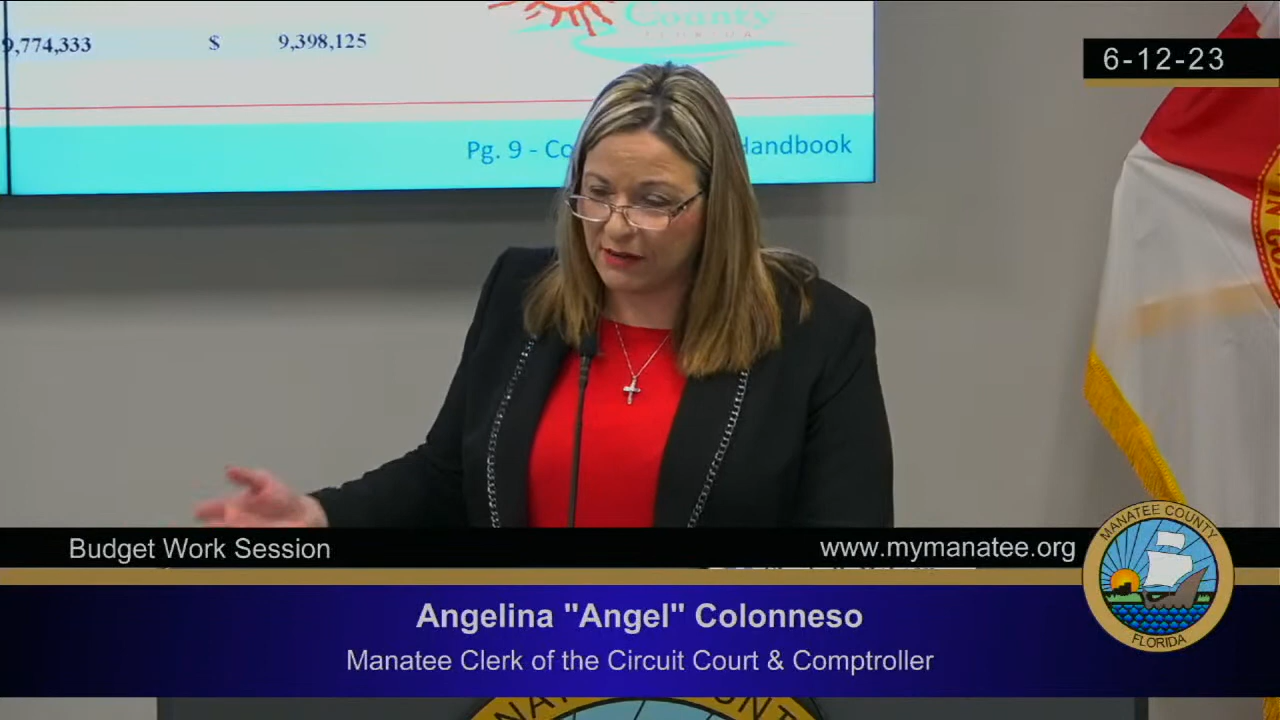 9,774,333 $ 9,398,125
County
FLORIDA
6-12-23
Pg. 9 - Co Handbook
Budget Work Session
www.mymanatee.org
MANATEE COUNTY
FLORIDA
Angelina "Angel" Colonneso
Manatee Clerk of the Circuit Court & Comptroller